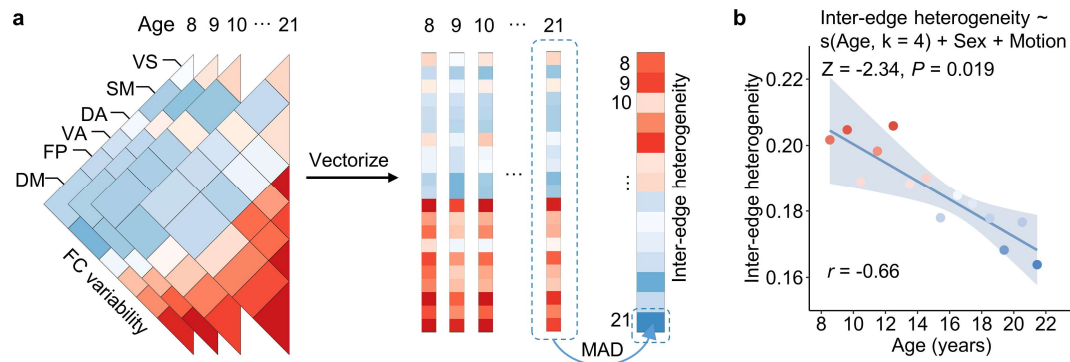 a
Age 8 9 10 ... 21
VS
SM
DA
VA
FP
DM
FC variability
Vectorize
8 9 10 ... 21
...
MAD
8
9
10
...
21
Inter-edge heterogeneity
b
Inter-edge heterogeneity ~
s(Age, k = 4) + Sex + Motion
Z = -2.34, P = 0.019
Inter-edge heterogeneity
0.22
0.20
0.18
0.16
r = -0.66
8 10 12 14 16 18 20 22
Age (years)